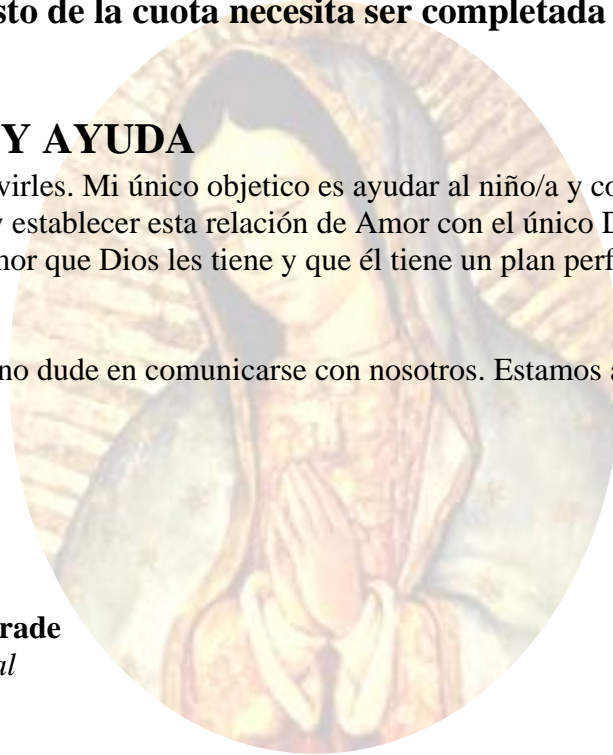 sto de la cuota necesita ser completada
Y AYUDA
virles. Mi único objetico es ayudar al niño/a y co
y establecer esta relación de Amor con el único D
nor que Dios les tiene y que él tiene un plan perf
no dude en comunicarse con nosotros. Estamos a
rade
al